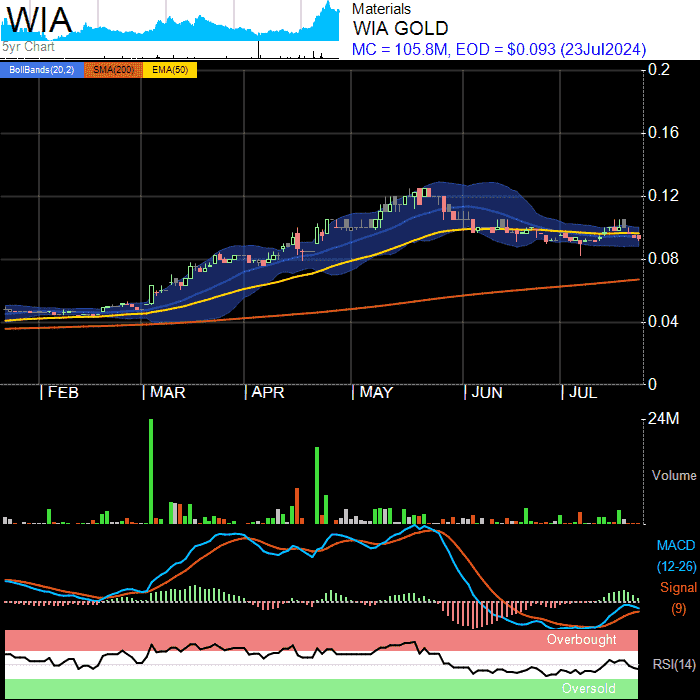 WIA
5yr Chart
Materials
WIA GOLD
MC = 105.8M, EOD = $0.093 (23Jul2024)
BollBands(20,2) SMA(200) EMA(50)
0.2
0.16
0.12
0.08
0.04
0
FEB MAR APR MAY JUN JUL
24M
Volume
MACD
(12-26)
Signal
(9)
Overbought
RSI(14)
Oversold